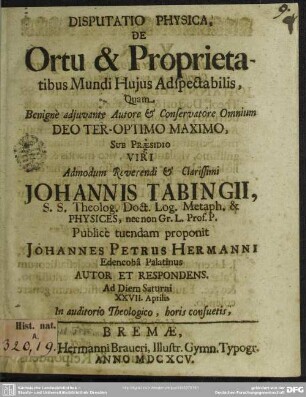 9.
DISPUTATIO PHYSICA,
DE
Ortu & Proprieta-
tibus Mundi Hujus Adspectabilis,
Quam
Benignè adjuvante Autore & Conservatore Omnium
DEO TER-OPTIMO MAXIMO,
SUB PRÆSIDIO
VIRI
Admodum Reverendi & Clarissimi
JOHANNIS TABINGII,
S. S. Theolog. Doct. Log. Metaph. &
PHYSICES, nec non Gr. L. Prof. P.
Publicè tuendam proponit
JOHANNES PETRUS HERMANNI
Edencobâ Palatinus
AUTOR ET RESPONDENS.
Ad Diem Saturni
XXVII. Aprilis
In auditorio Theologico, horis consuetis,
Hist. nat.
A
320,19.
BREMÆ,
Hermanni Braueri, Illustr. Gymn. Typogr.
ANNO MDCXCV.